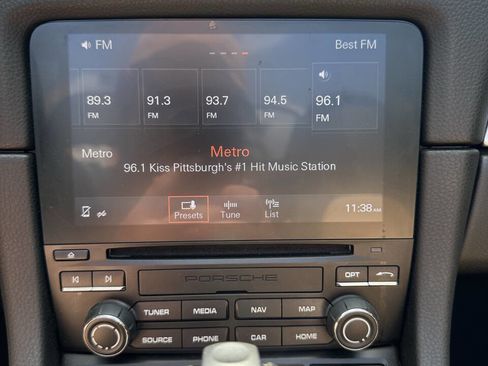 FM
Best FM
89.3 91.3 93.7 94.5 96.1
FM FM FM FM FM
Metro Metro
96.1 Kiss Pittsburgh's #1 Hit Music Station
Presets Tune List 11:38 AM
PORSCHE OPT
TUNER MEDIA NAV MAP
SOURCE PHONE CAR HOME